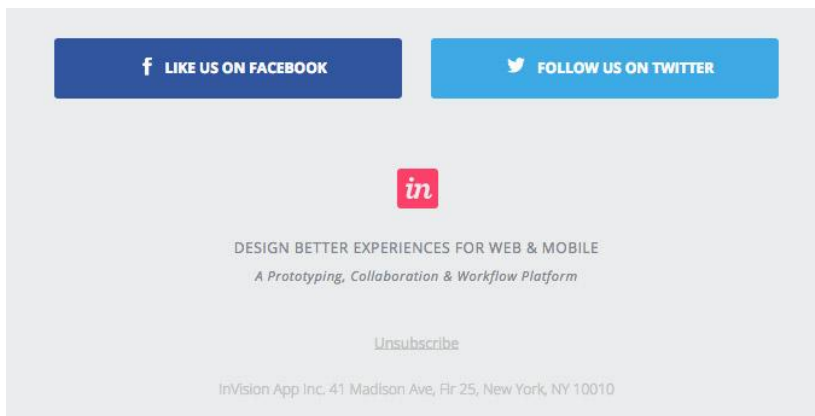 f LIKE US ON FACEBOOK
FOLLOW US ON TWITTER
in
DESIGN BETTER EXPERIENCES FOR WEB & MOBILE
A Prototyping, Collaboration & Workflow Platform
Unsubscribe
InVision App Inc. 41 Madison Ave, Flr 25, New York, NY 10010